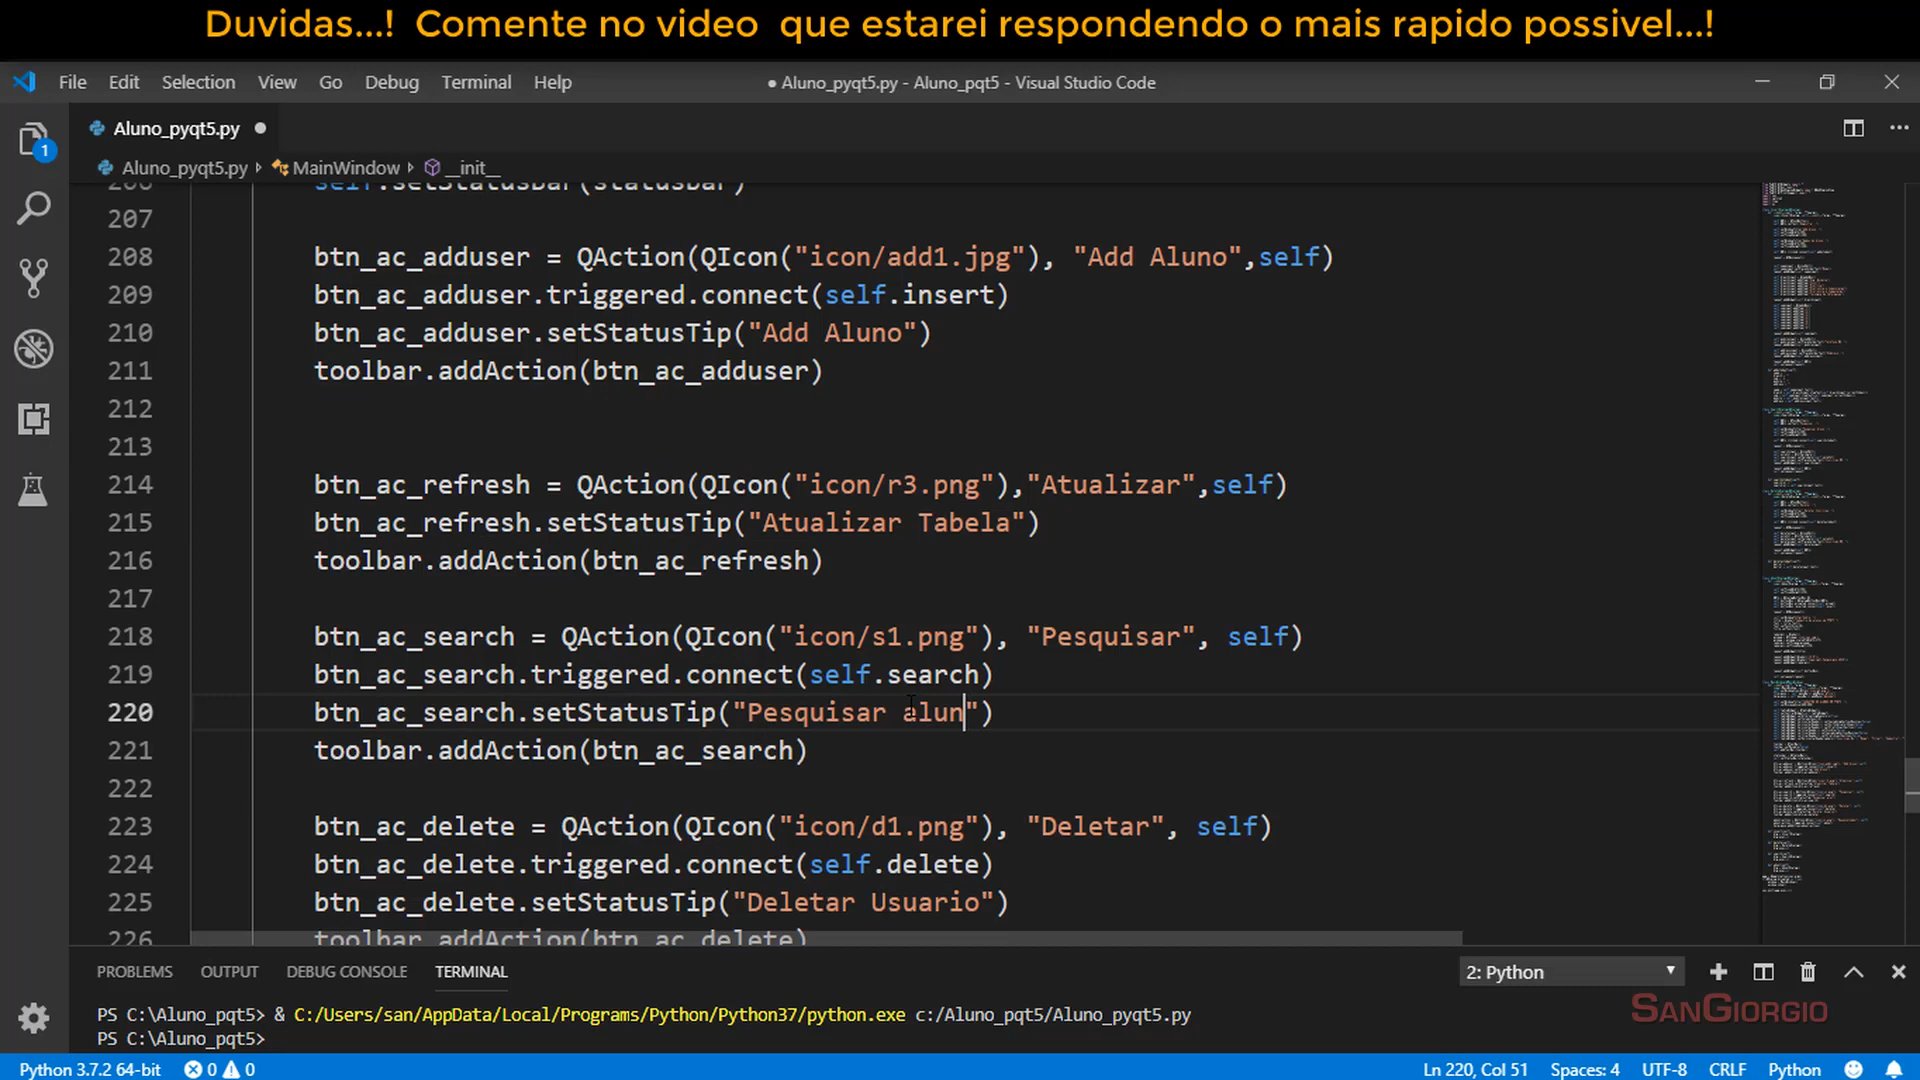 Duvidas...!  Comente no video  que estarei respondendo o mais rapido possivel...!
File Edit Selection View Go Debug Terminal Help
● Aluno_pyqt5.py - Aluno_pqt5 - Visual Studio Code
Aluno_pyqt5.py ●
1
Aluno_pyqt5.py MainWindow __init__
206 self.setStatusBar(statusbar)
207
208 btn_ac_adduser = QAction(QIcon("icon/add1.jpg"), "Add Aluno",self)
209 btn_ac_adduser.triggered.connect(self.insert)
210 btn_ac_adduser.setStatusTip("Add Aluno")
211 toolbar.addAction(btn_ac_adduser)
212
213
214 btn_ac_refresh = QAction(QIcon("icon/r3.png"),"Atualizar",self)
215 btn_ac_refresh.setStatusTip("Atualizar Tabela")
216 toolbar.addAction(btn_ac_refresh)
217
218 btn_ac_search = QAction(QIcon("icon/s1.png"), "Pesquisar", self)
219 btn_ac_search.triggered.connect(self.search)
220 btn_ac_search.setStatusTip("Pesquisar alun")
221 toolbar.addAction(btn_ac_search)
222
223 btn_ac_delete = QAction(QIcon("icon/d1.png"), "Deletar", self)
224 btn_ac_delete.triggered.connect(self.delete)
225 btn_ac_delete.setStatusTip("Deletar Usuario")
226 toolbar.addAction(btn_ac_delete)
PROBLEMS OUTPUT DEBUG CONSOLE TERMINAL 2: Python
PS C:\Aluno_pqt5> & C:/Users/san/AppData/Local/Programs/Python/Python37/python.exe c:/Aluno_pqt5/Aluno_pyqt5.py
PS C:\Aluno_pqt5>
SANGIORGIO
Python 3.7.2 64-bit 0 0 Ln 220, Col 51 Spaces: 4 UTF-8 CRLF Python